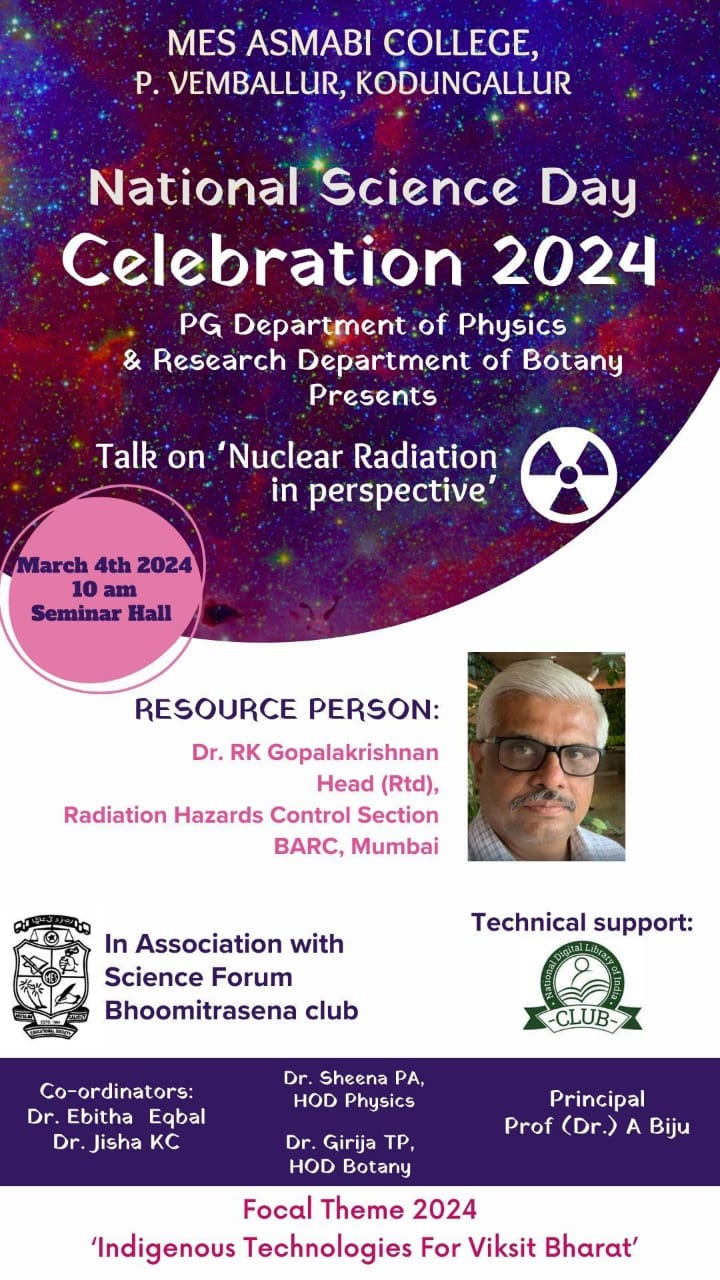 MES ASMABI COLLEGE,
P. VEMBALLUR, KODUNGALLUR
National Science Day
Celebration 2024
PG Department of Physics
& Research Department of Botany
Presents
Talk on ‘Nuclear Radiation
in perspective’
March 4th 2024
10 am
Seminar Hall
RESOURCE PERSON:
Dr. RK Gopalakrishnan
Head (Rtd),
Radiation Hazards Control Section
BARC, Mumbai
In Association with
Science Forum
Bhoomitrasena club
Technical support:
National Digital Library of India
-CLUB-
Co-ordinators:
Dr. Ebitha Eqbal
Dr. Jisha KC
Dr. Sheena PA,
HOD Physics
Dr. Girija TP,
HOD Botany
Principal
Prof (Dr.) A Biju
Focal Theme 2024
‘Indigenous Technologies For Viksit Bharat’